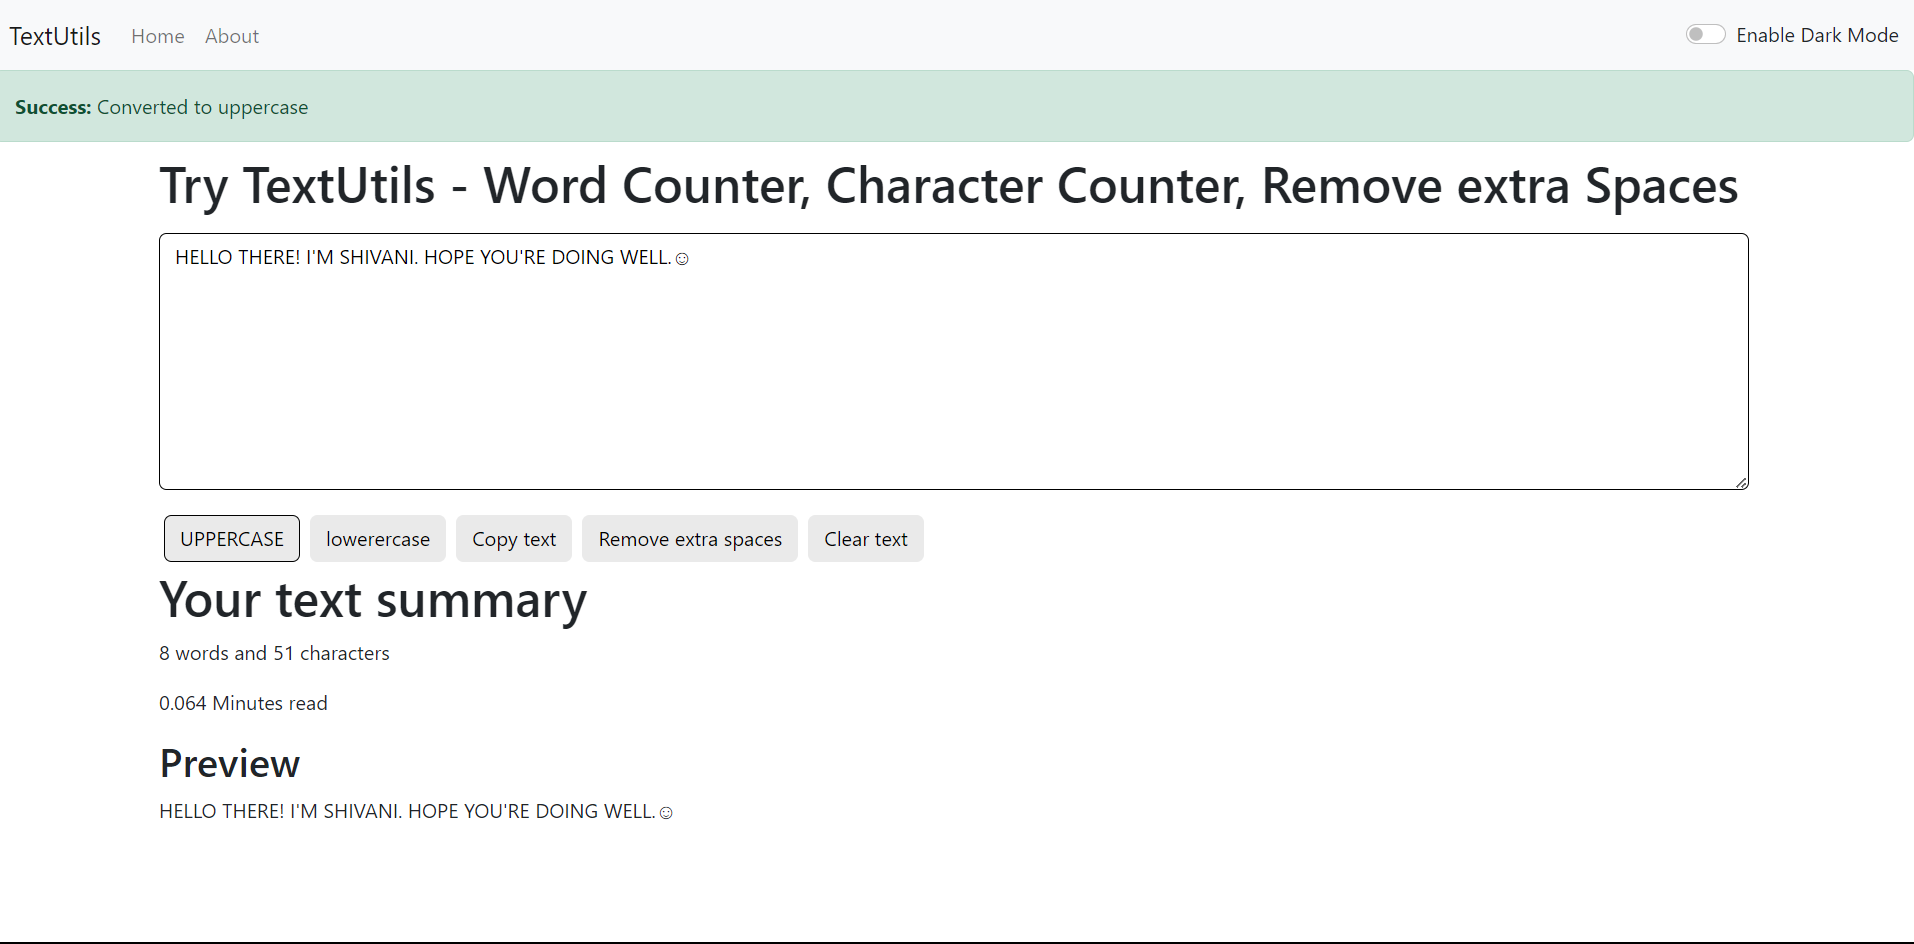 TextUtils Home About Enable Dark Mode
Success: Converted to uppercase
Try TextUtils - Word Counter, Character Counter, Remove extra Spaces
HELLO THERE! I'M SHIVANI. HOPE YOU'RE DOING WELL.☺
UPPERCASE lowerercase Copy text Remove extra spaces Clear text
Your text summary
8 words and 51 characters
0.064 Minutes read
Preview
HELLO THERE! I'M SHIVANI. HOPE YOU'RE DOING WELL.☺